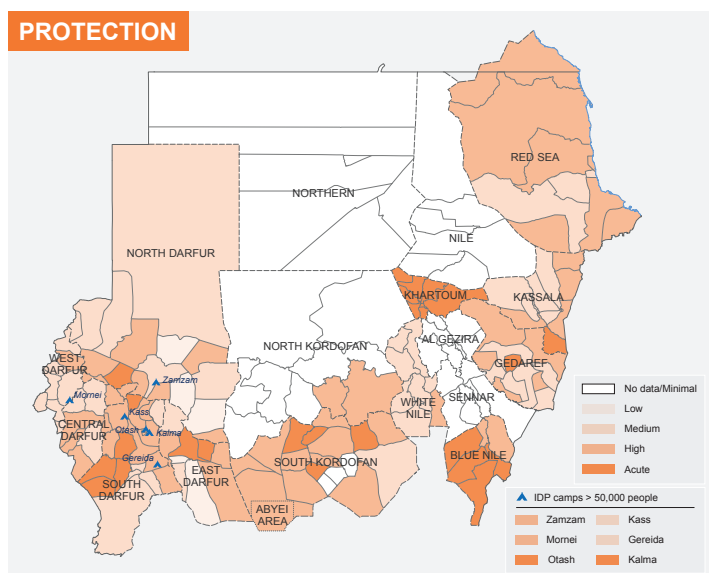 PROTECTION
RED SEA
NORTHERN
NILE
NORTH DARFUR
KHARTOUM
KASSALA
NORTH KORDOFAN
AL GEZIRA
WEST
DARFUR
GEDAREF
Zamzam
Mornei
WHITE
NILE
SENNAR
Kass
CENTRAL
DARFUR
Otash
Kalma
BLUE NILE
Gereida
SOUTH KORDOFAN
EAST
DARFUR
SOUTH
DARFUR
ABYEI
AREA
No data/Minimal
Low
Medium
High
Acute
IDP camps > 50,000 people
Zamzam Kass
Mornei Gereida
Otash Kalma